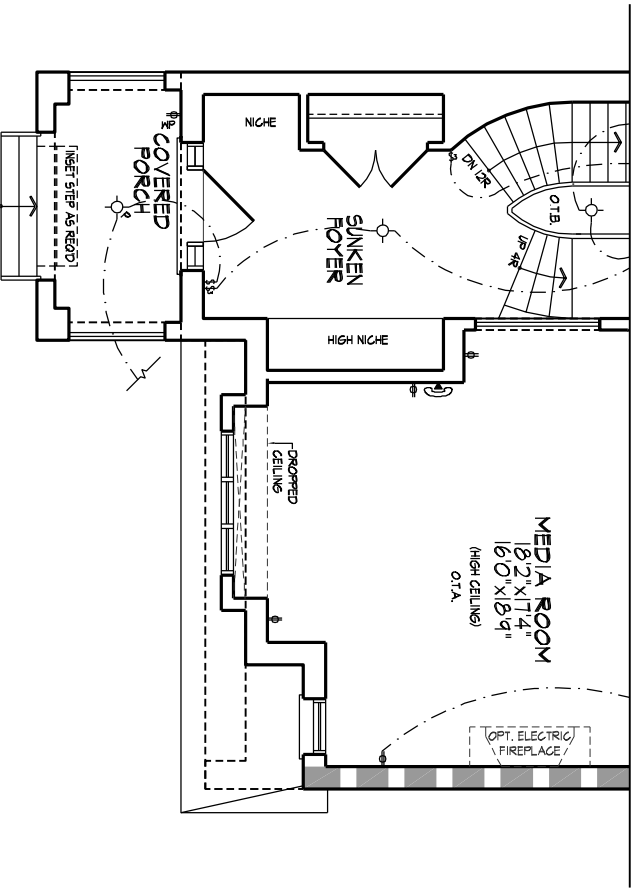 NICHE
WP
COVERED
PORCH
INSET STEP AS REQ'D
P
SUNKEN
FOYER
$
DN 12R
O.T.B.
UP 4R
$$
HIGH NICHE
DROPPED
CEILING
MEDIA ROOM
18'2"x17'4"
16'0"x18'9"
(HIGH CEILING)
O.T.A.
OPT. ELECTRIC
FIREPLACE